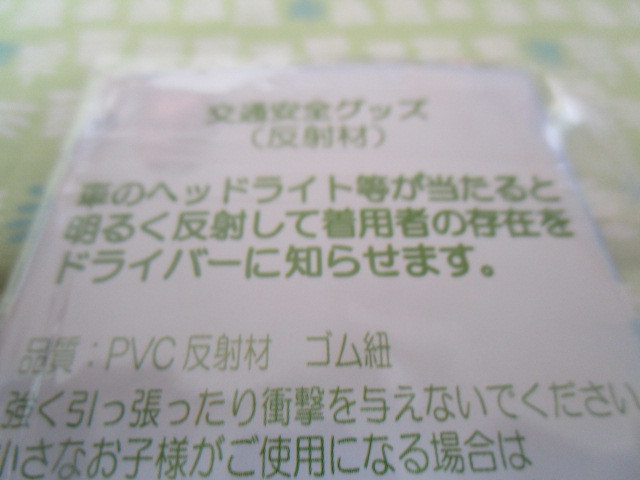 交通安全グッズ
(反射材)
車のヘッドライト等が当たると
明るく反射して着用者の存在を
ドライバーに知らせます。
品質：PVC反射材　ゴム紐
強く引っ張ったり衝撃を与えないでください
小さなお子様がご使用になる場合は